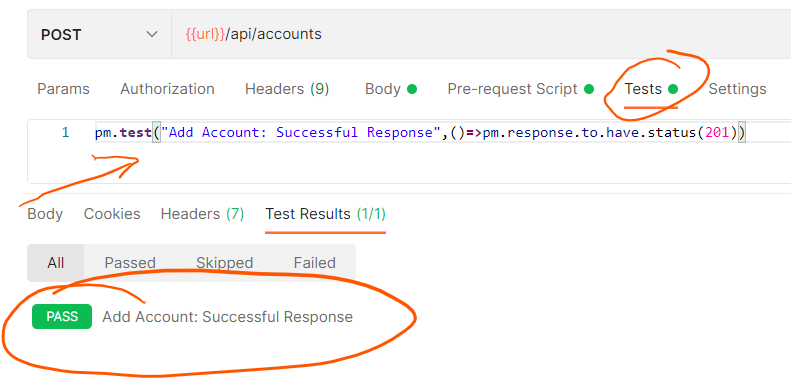 POST {{url}}/api/accounts
Params Authorization Headers (9) Body Pre-request Script Tests Settings
1 pm.test("Add Account: Successful Response",()=>pm.response.to.have.status(201))
Body Cookies Headers (7) Test Results (1/1)
All Passed Skipped Failed
PASS Add Account: Successful Response